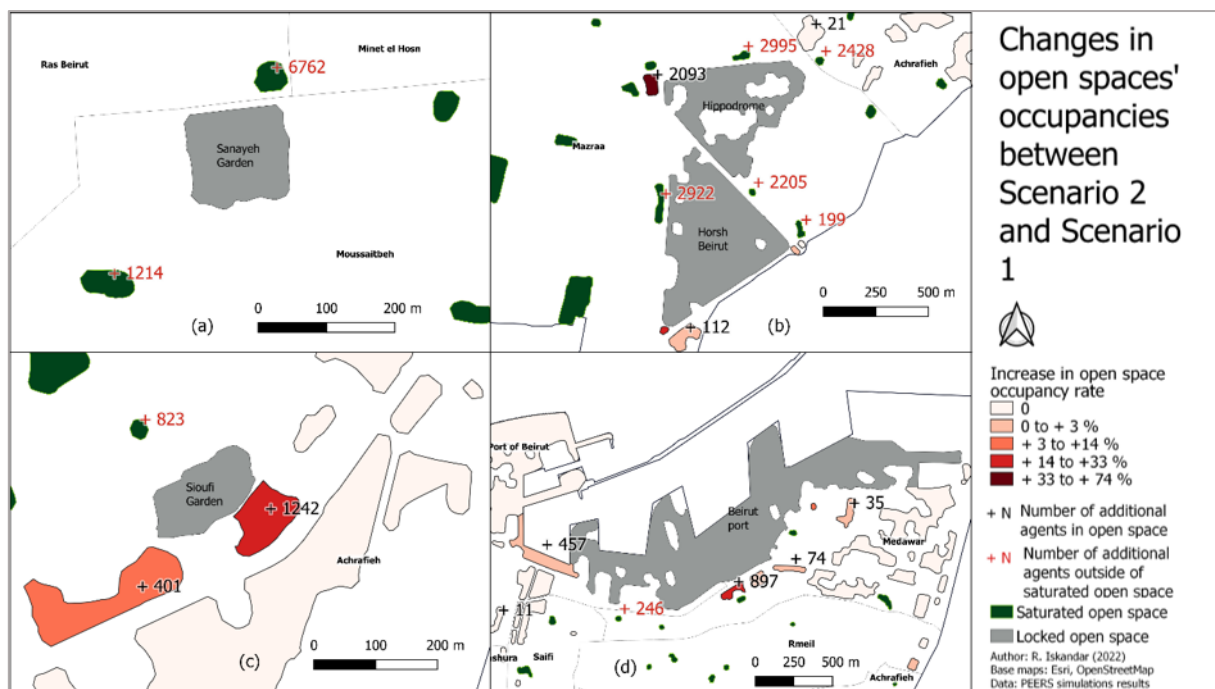 Ras Beirut
Minet el Hosn
+ 6762
Sanayeh
Garden
Moussaitbeh
+ 1214
0 100 200 m
(a)
+ 21
+ 2995
+ 2428
Achrafieh
+ 2093
Hippodrome
Mazraa
+ 2205
+ 2922
+ 199
Horsh
Beirut
0 250 500 m
+ 112
(b)
+ 823
Sioufi
Garden
+ 1242
Achrafieh
+ 401
0 100 200 m
(c)
Port of Beirut
Beirut
port
+ 35
+ 457
Medawar
+ 74
+ 897
+ 11
+ 246
Rmeil
Saifi
0 250 500 m
(d)
Achrafieh
Changes in
open spaces'
occupancies
between
Scenario 2
and Scenario
1
Increase in open space
occupancy rate
0
0 to + 3 %
+ 3 to +14 %
+ 14 to +33 %
+ 33 to + 74 %
+ N Number of additional
agents in open space
+ N Number of additional
agents outside of
saturated open space
Saturated open space
Locked open space
Author: R. Iskandar (2022)
Base maps: Esri, OpenStreetMap
Data: PEERS simulations results